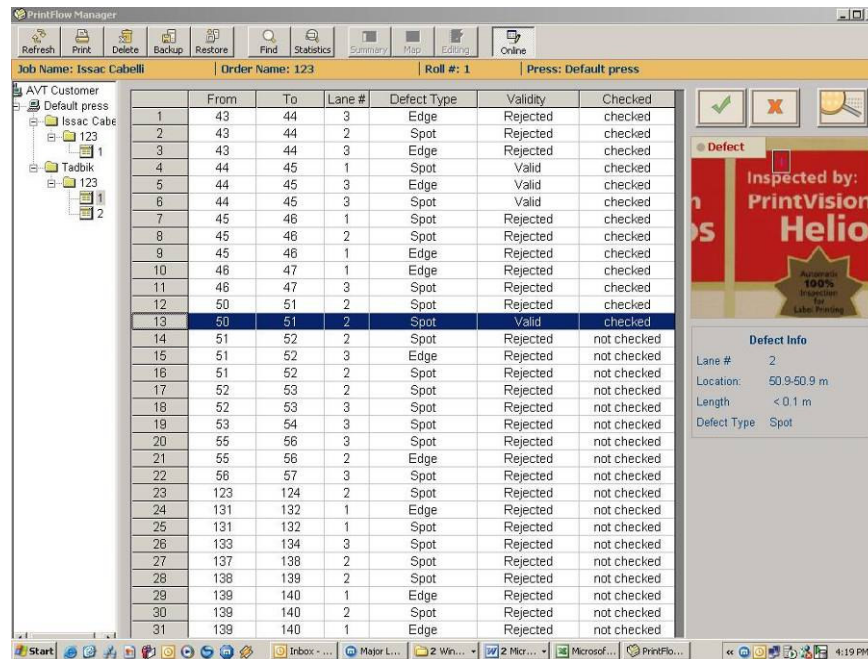 PrintFlow Manager
Refresh Print Delete Backup Restore Find Statistics Summary Map Editing Online
Job Name: Issac Cabelli Order Name: 123 Roll #: 1 Press: Default press
AVT Customer
Default press
Issac Cabe
123
1
Tadbik
123
1
2
From To Lane # Defect Type Validity Checked
1 43 44 3 Edge Rejected checked
2 43 44 2 Spot Rejected checked
3 43 44 3 Edge Rejected checked
4 44 45 1 Spot Valid checked
5 44 45 3 Edge Valid checked
6 44 45 3 Spot Valid checked
7 45 46 1 Spot Rejected checked
8 45 46 2 Spot Rejected checked
9 45 46 1 Edge Rejected checked
10 46 47 1 Edge Rejected checked
11 46 47 3 Spot Rejected checked
12 50 51 2 Spot Rejected checked
13 50 51 2 Spot Valid checked
14 51 52 2 Spot Rejected not checked
15 51 52 3 Edge Rejected not checked
16 51 52 2 Spot Rejected not checked
17 52 53 2 Spot Rejected not checked
18 52 53 3 Spot Rejected not checked
19 53 54 3 Spot Rejected not checked
20 55 56 3 Spot Rejected not checked
21 55 56 2 Edge Rejected not checked
22 56 57 3 Spot Rejected not checked
23 123 124 2 Spot Rejected not checked
24 131 132 1 Edge Rejected not checked
25 131 132 1 Spot Rejected not checked
26 133 134 3 Spot Rejected not checked
27 137 138 2 Spot Rejected not checked
28 138 139 2 Spot Rejected not checked
29 139 140 1 Edge Rejected not checked
30 139 140 2 Spot Rejected not checked
31 139 140 1 Edge Rejected not checked
Defect
Inspected by:
PrintVision
Helio
Automatic
100%
Inspection
for
Label Printing
Defect Info
Lane # 2
Location: 50.9-50.9 m
Length < 0.1 m
Defect Type Spot
Start Inbox - ... Major L... 2 Win... 2 Micr... Microsof... PrintFlo... 4:19 PM